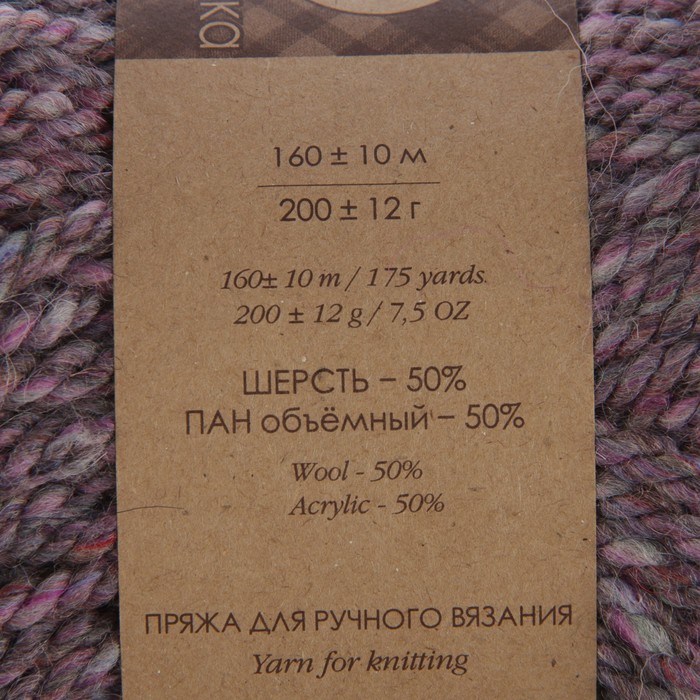 ка
160 ± 10 м
200 ± 12 г
160± 10 m / 175 yards
200 ± 12 g / 7,5 OZ
ШЕРСТЬ – 50%
ПАН объёмный – 50%
Wool - 50%
Acrylic - 50%
ПРЯЖА ДЛЯ РУЧНОГО ВЯЗАНИЯ
Yarn for knitting